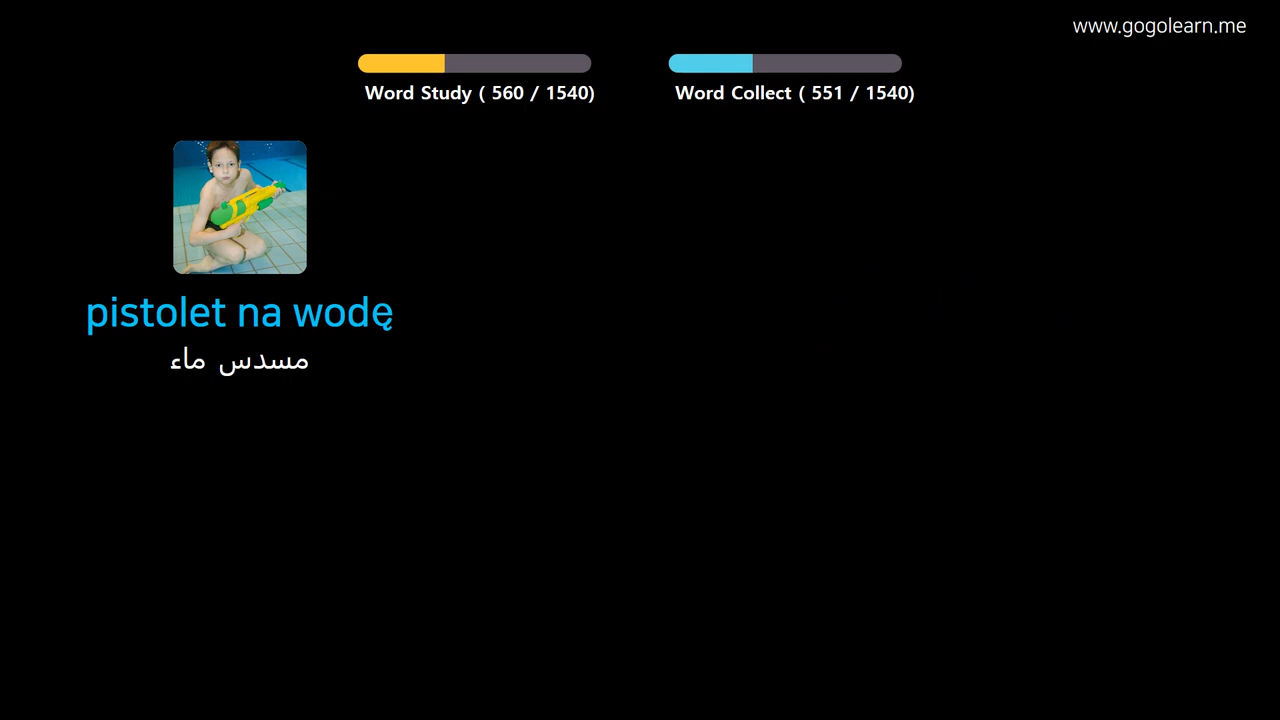 www.gogolearn.me
Word Study ( 560 / 1540)
Word Collect ( 551 / 1540)
pistolet na wodę
مسدس ماء